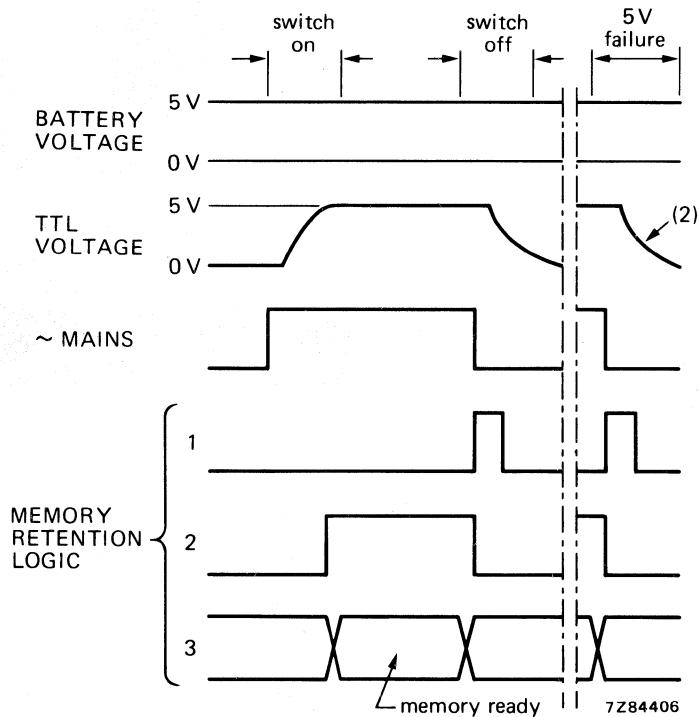 switch
on
switch
off
5 V
failure
BATTERY
VOLTAGE
5 V
0 V
TTL
VOLTAGE
5 V
0 V
(2)
~ MAINS
MEMORY
RETENTION
LOGIC
1
2
3
memory ready
7Z84406